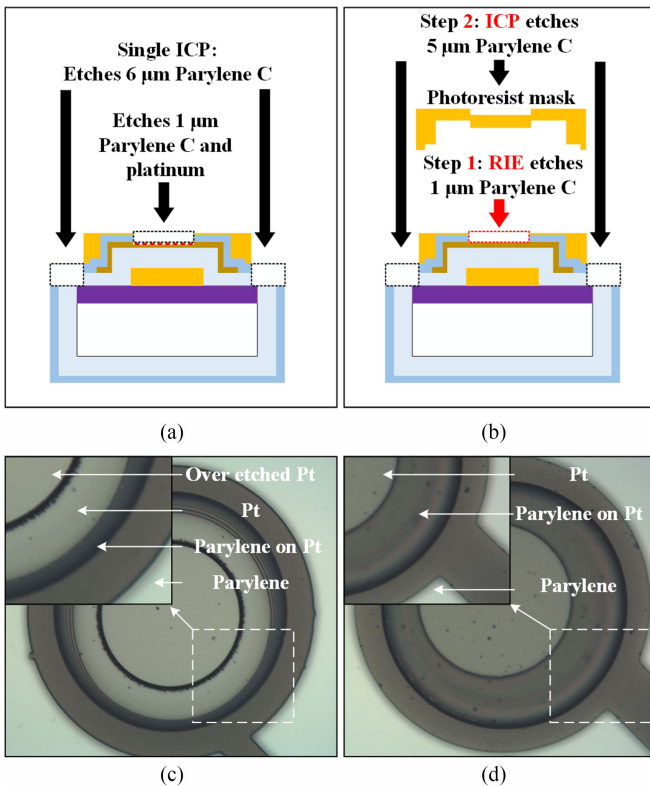 Single ICP:
Etches 6 μm Parylene C
Etches 1 μm
Parylene C and
platinum
(a)
Step 2: ICP etches
5 μm Parylene C
Photoresist mask
Step 1: RIE etches
1 μm Parylene C
(b)
Over etched Pt
Pt
Parylene on Pt
Parylene
(c)
Pt
Parylene on Pt
Parylene
(d)